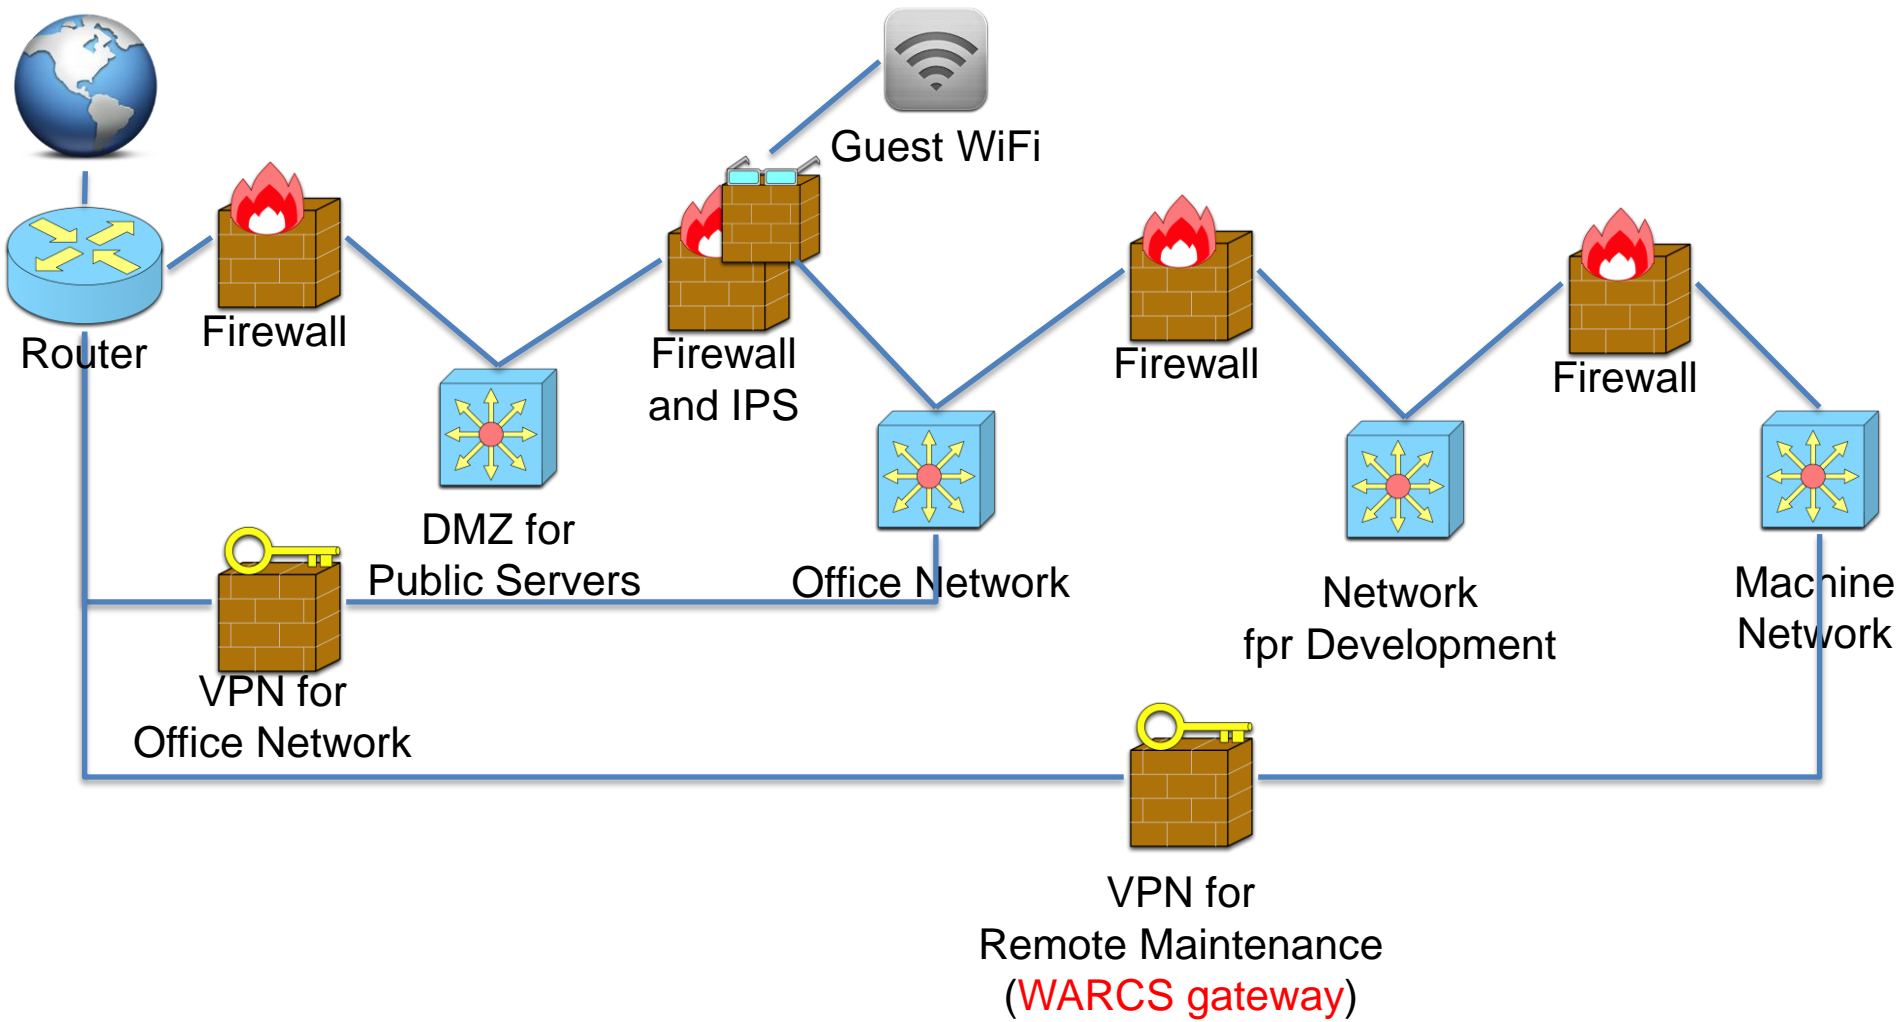 Guest WiFi
Router
Firewall
Firewall
and IPS
Firewall
Firewall
DMZ for
Public Servers
Office Network
Network
fpr Development
Machine
Network
VPN for
Office Network
VPN for
Remote Maintenance
(WARCS gateway)